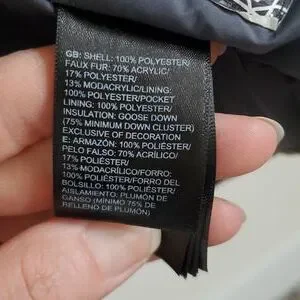 GB: SHELL: 100% POLYESTER/
FAUX FUR: 70% ACRYLIC/
17% POLYESTER/
13% MODACRYLIC/LINING:
100% POLYESTER/POCKET
LINING: 100% POLYESTER/
INSULATION: GOOSE DOWN
(75% MINIMUM DOWN CLUSTER)
EXCLUSIVE OF DECORATION
E: ARMAZÓN: 100% POLIÉSTER/
PELO FALSO: 70% ACRÍLICO/
17% POLIÉSTER/
13% MODACRÍLICO/FORRO:
100% POLIÉSTER/FORRO DEL
BOLSILLO: 100% POLIÉSTER/
AISLAMIENTO: PLUMÓN DE
GANSO (MÍNIMO 75% DE
RELLENO DE PLUMÓN)